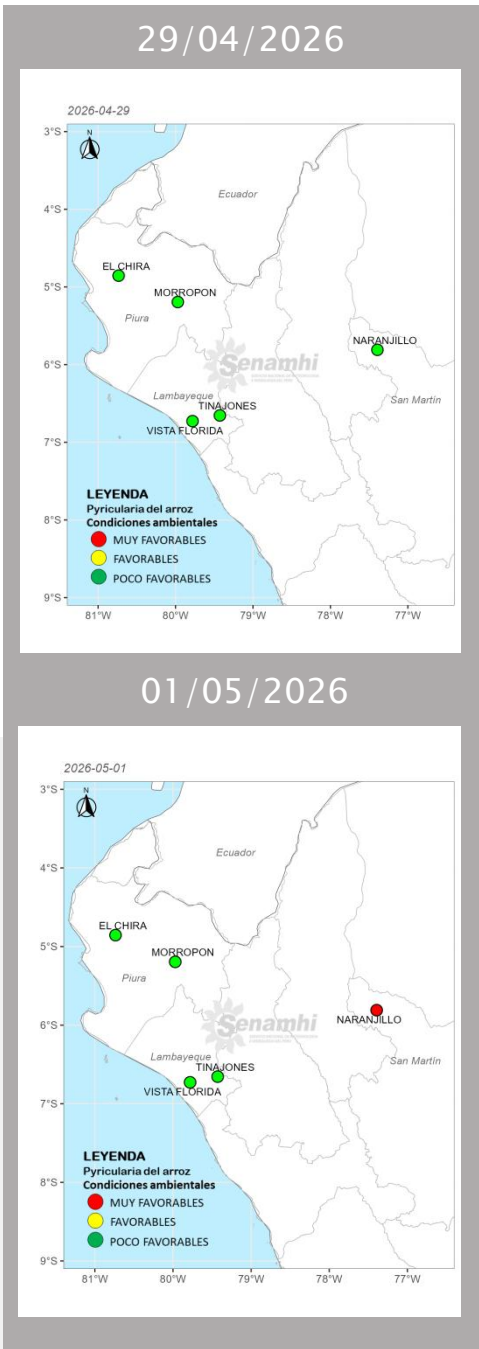 29/04/2026
2026-04-29
N
3°S
4°S
Ecuador
EL CHIRA
5°S
MORROPON
Piura
NARANJILLO
6°S
Senamhi
Lambayeque
San Martín
TINAJONES
VISTA FLORIDA
7°S
8°S
LEYENDA
Pyricularia del arroz
Condiciones ambientales
MUY FAVORABLES
FAVORABLES
POCO FAVORABLES
9°S
81°W 80°W 79°W 78°W 77°W
01/05/2026
2026-05-01
N
3°S
4°S
Ecuador
EL CHIRA
5°S
MORROPON
Piura
6°S
NARANJILLO
Senamhi
Lambayeque
San Martín
TINAJONES
VISTA FLORIDA
7°S
8°S
LEYENDA
Pyricularia del arroz
Condiciones ambientales
MUY FAVORABLES
FAVORABLES
POCO FAVORABLES
9°S
81°W 80°W 79°W 78°W 77°W